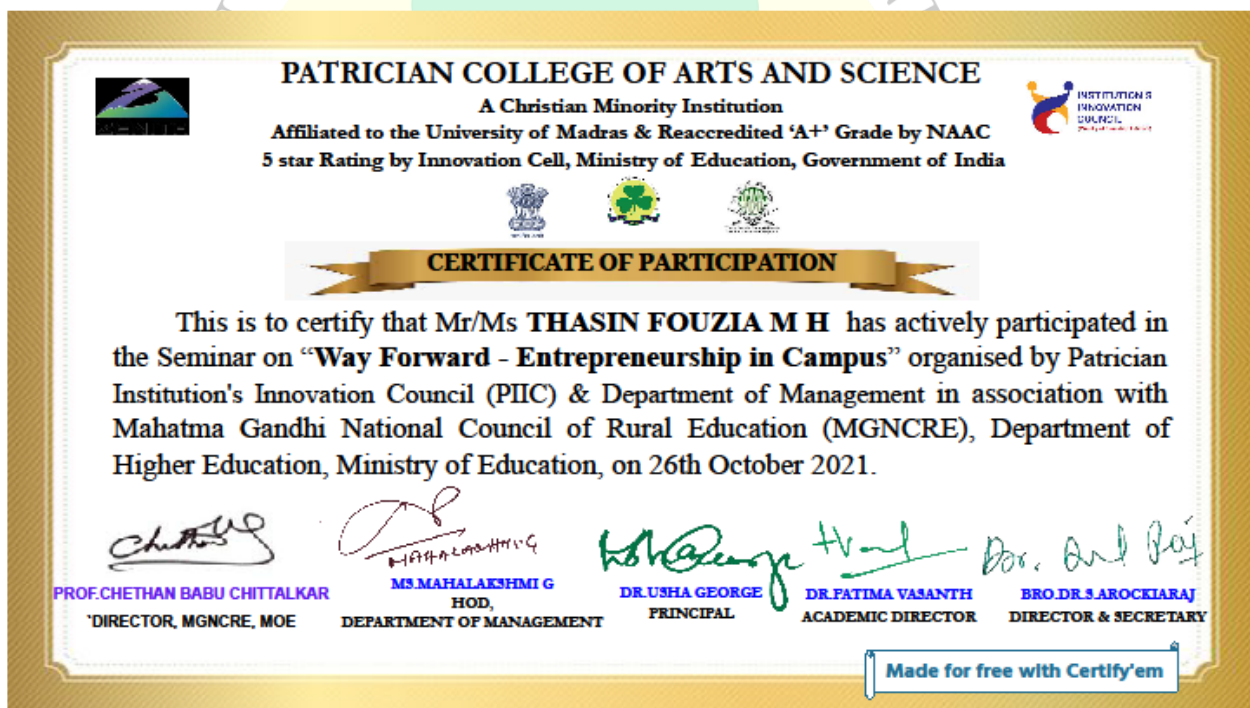 PATRICIAN COLLEGE OF ARTS AND SCIENCE
A Christian Minority Institution
Affiliated to the University of Madras & Reaccredited ‘A+’ Grade by NAAC
5 star Rating by Innovation Cell, Ministry of Education, Government of India
INSTITUTION'S
INNOVATION
COUNCIL
CERTIFICATE OF PARTICIPATION
This is to certify that Mr/Ms THASIN FOUZIA M H has actively participated in
the Seminar on “Way Forward - Entrepreneurship in Campus” organised by Patrician
Institution's Innovation Council (PIIC) & Department of Management in association with
Mahatma Gandhi National Council of Rural Education (MGNCRE), Department of
Higher Education, Ministry of Education, on 26th October 2021.
MAHALAKSHMI.G
PROF.CHETHAN BABU CHITTALKAR
'DIRECTOR, MGNCRE, MOE
MS.MAHALAKSHMI G
HOD,
DEPARTMENT OF MANAGEMENT
DR.USHA GEORGE
PRINCIPAL
DR.FATIMA VASANTH
ACADEMIC DIRECTOR
BRO.DR.S.AROCKIARAJ
DIRECTOR & SECRETARY
Made for free with Certify'em